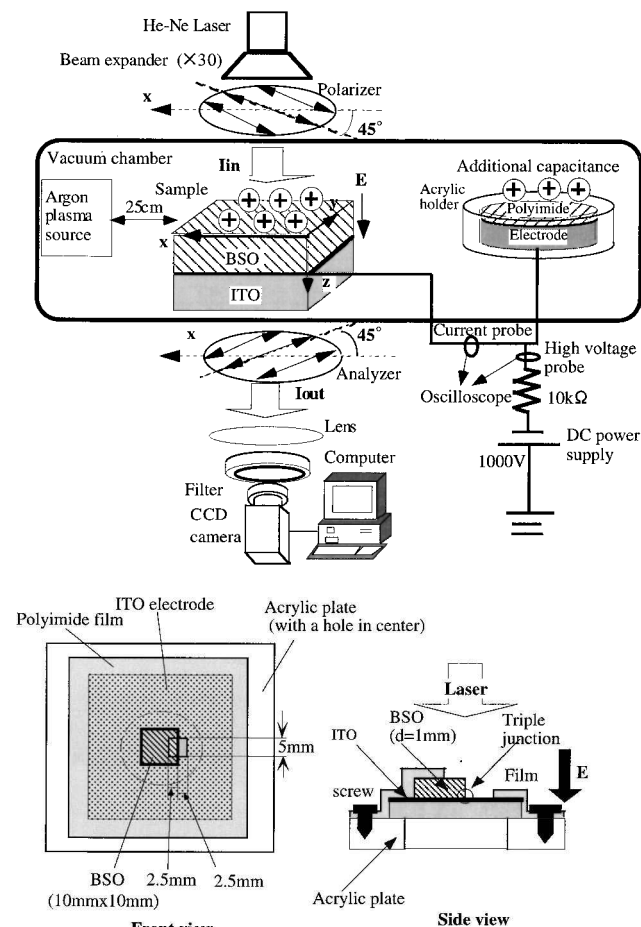 He-Ne Laser
Beam expander (×30)
Polarizer
x
45°
Vacuum chamber
Iin
Additional capacitance
Sample
E
Acrylic
holder
Argon
plasma
source
25cm
+ + + + + +
+ + +
Polyimide
Electrode
y
x
BSO
z
ITO
x
45°
Current probe
High voltage
probe
Analyzer
Iout
Oscilloscope
10kΩ
Lens
DC power
supply
1000V
Computer
Filter
CCD
camera
ITO electrode
Polyimide film
Acrylic plate
(with a hole in center)
5mm
BSO
(10mmx10mm)
2.5mm
2.5mm
Front view
Laser
BSO
(d=1mm)
Triple
junction
ITO
Film
E
screw
Acrylic plate
Side view